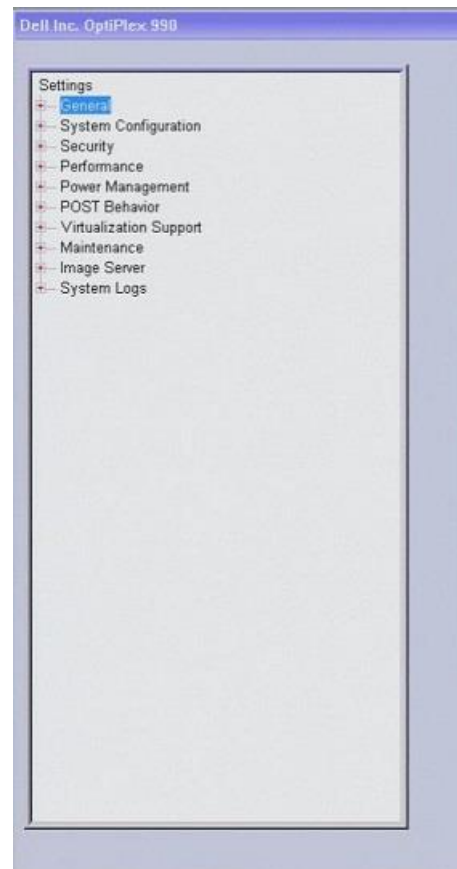 Dell Inc. OptiPlex 990
Settings
General
System Configuration
Security
Performance
Power Management
POST Behavior
Virtualization Support
Maintenance
Image Server
System Logs